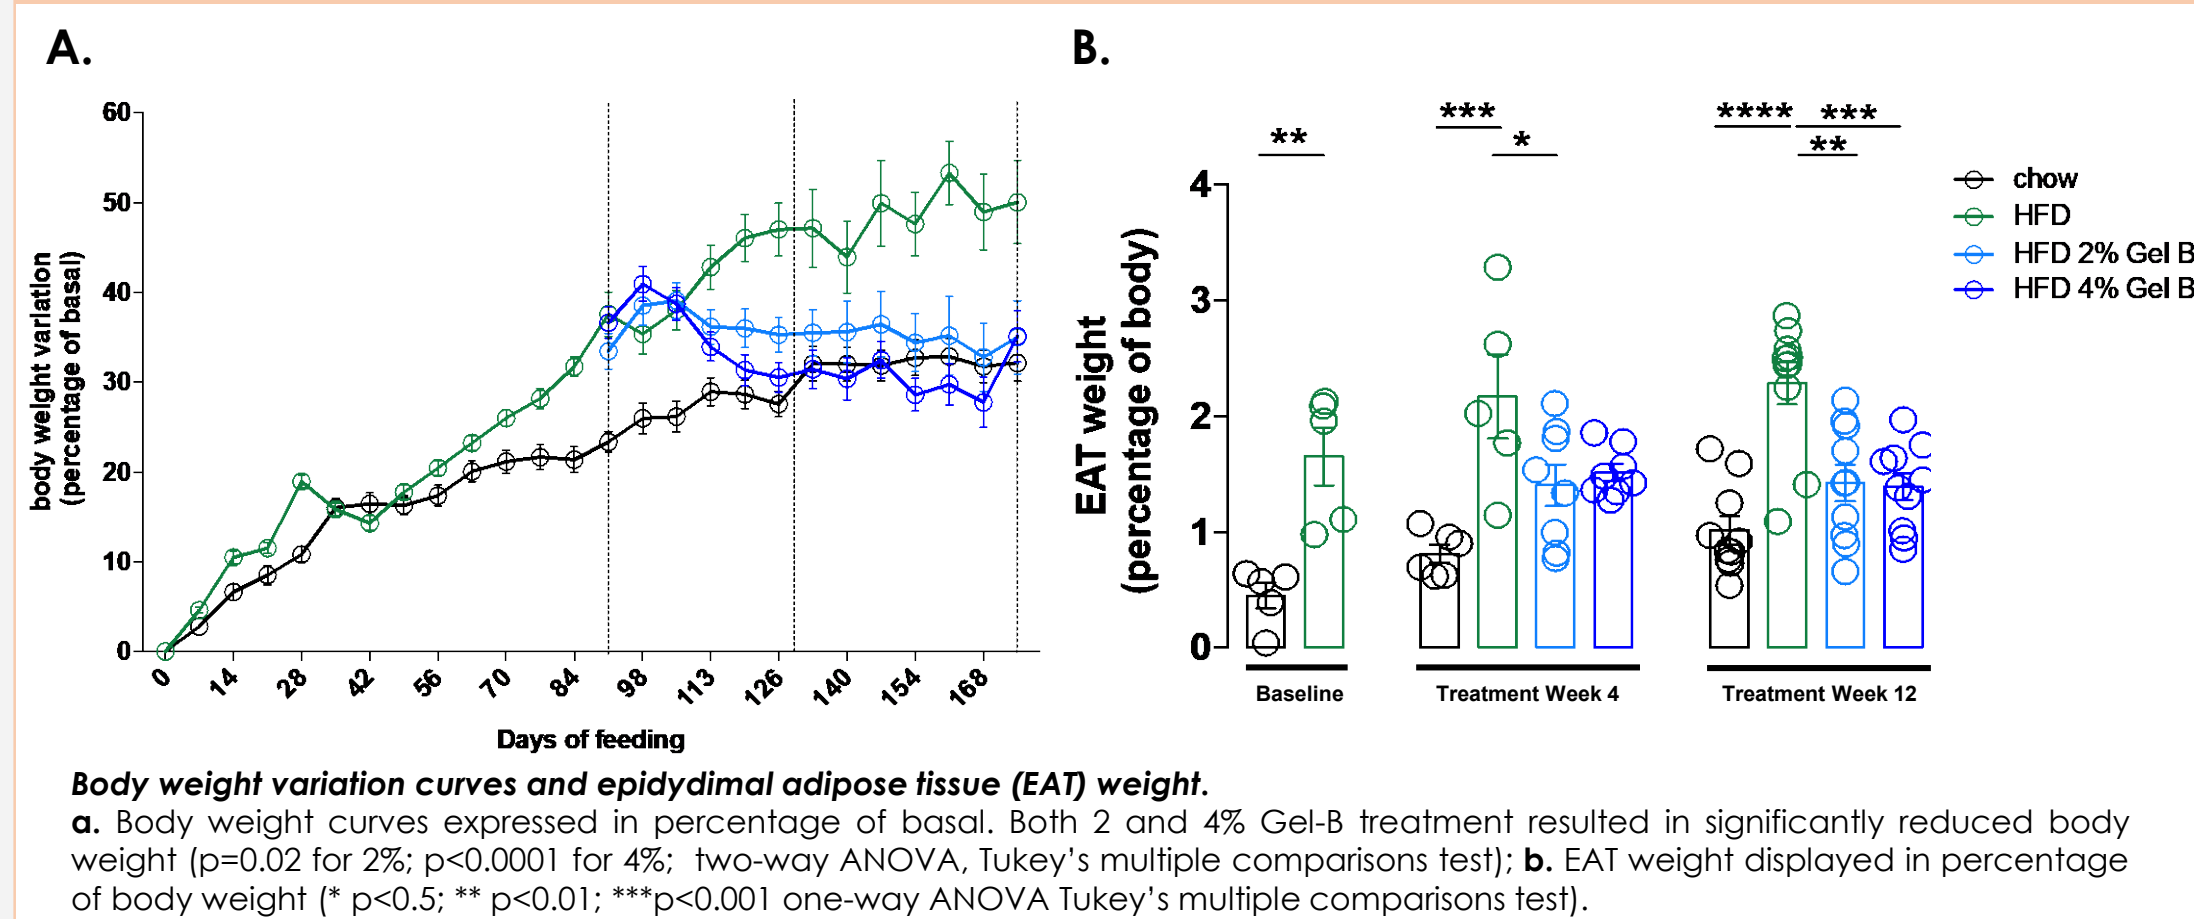 A.
B.
60
50
40
30
20
10
0
body weight variation
(percentage of basal)
0 14 28 42 56 70 84 98 113 126 140 154 168
Days of feeding
** *** * **** *** **
4
3
2
1
0
EAT weight
(percentage of body)
Baseline Treatment Week 4 Treatment Week 12
chow
HFD
HFD 2% Gel B
HFD 4% Gel B
Body weight variation curves and epidydimal adipose tissue (EAT) weight.
a. Body weight curves expressed in percentage of basal. Both 2 and 4% Gel-B treatment resulted in significantly reduced body
weight (p=0.02 for 2%; p<0.0001 for 4%; two-way ANOVA, Tukey’s multiple comparisons test); b. EAT weight displayed in percentage
of body weight (* p<0.5; ** p<0.01; ***p<0.001 one-way ANOVA Tukey’s multiple comparisons test).